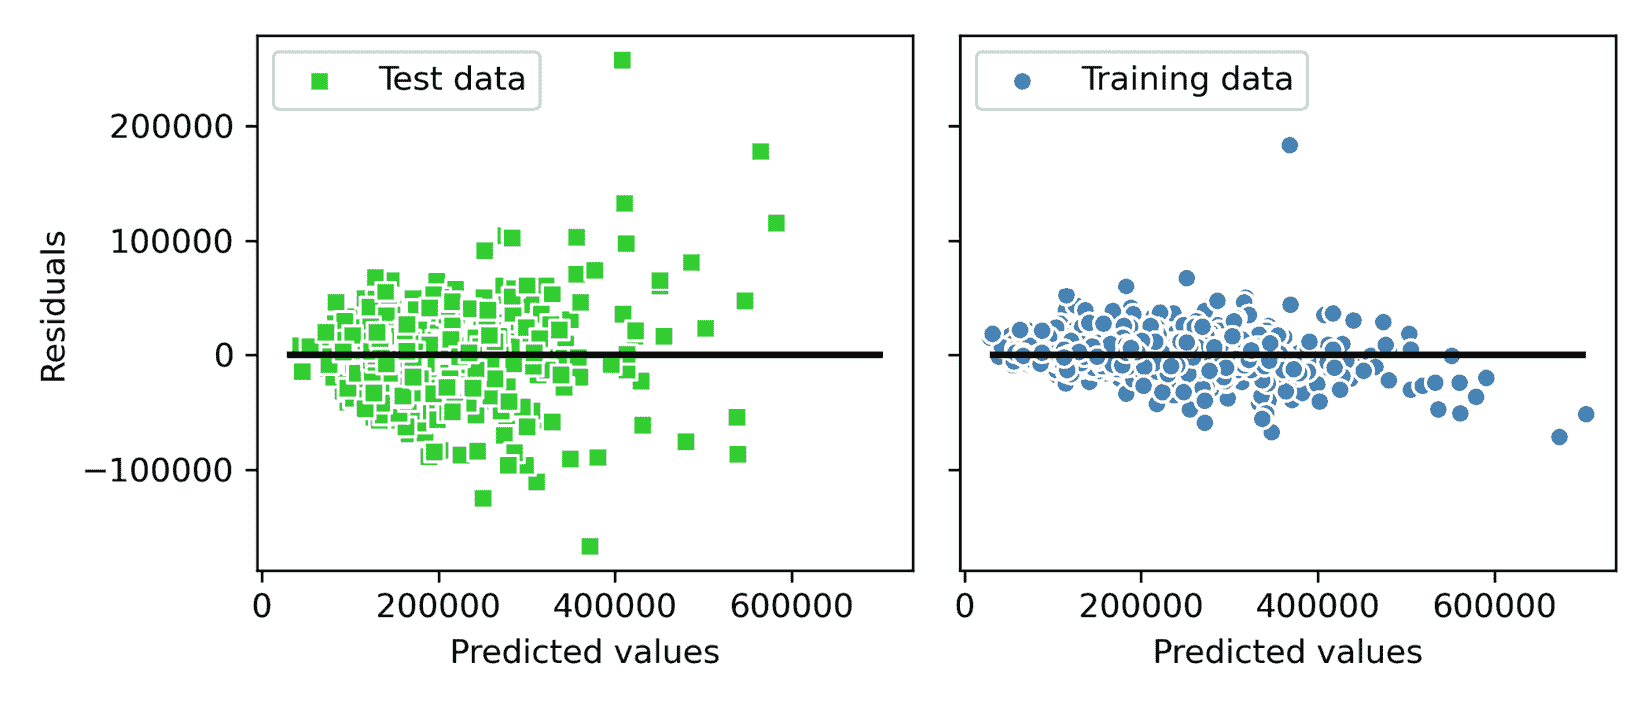 Test data
Training data
200000
100000
0
−100000
Residuals
0 200000 400000 600000
0 200000 400000 600000
Predicted values
Predicted values